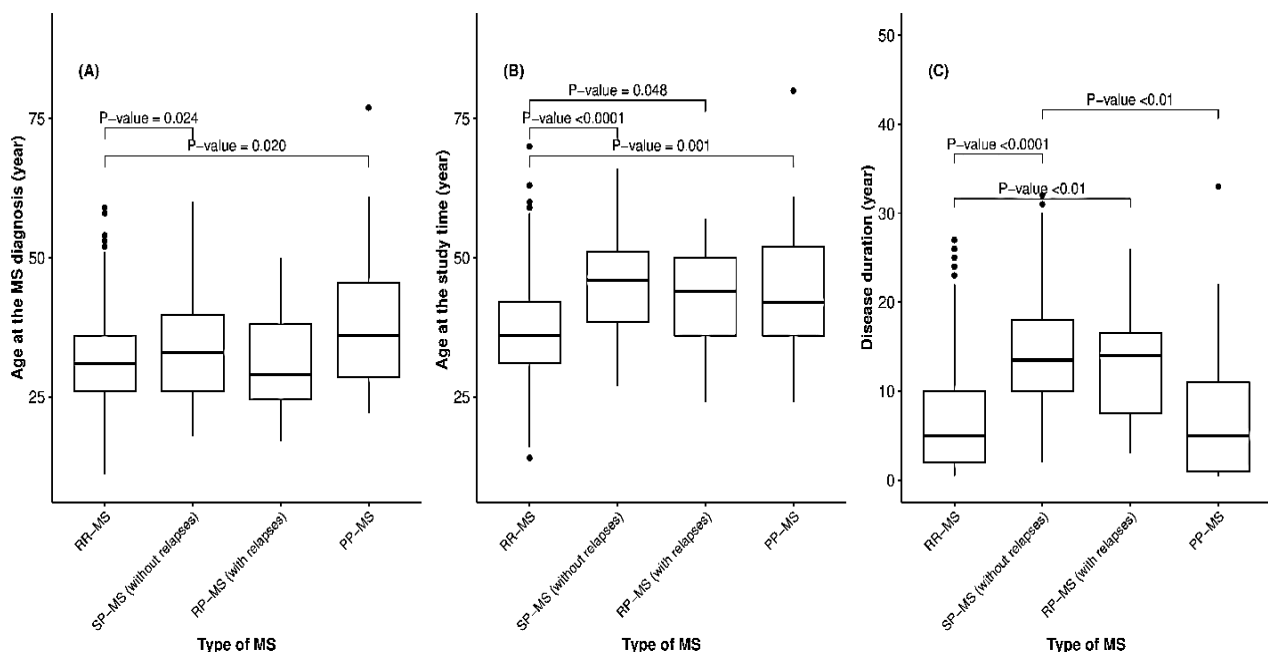 (A)
P-value = 0.024
P-value = 0.020
75
50
25
Age at the MS diagnosis (year)
RR-MS
SP-MS (without relapses)
RP-MS (with relapses)
PP-MS
Type of MS
(B)
P-value = 0.048
P-value <0.0001
P-value = 0.001
75
50
25
Age at the study time (year)
RR-MS
SP-MS (without relapses)
RP-MS (with relapses)
PP-MS
Type of MS
(C)
P-value <0.01
P-value <0.0001
P-value <0.01
50
40
30
20
10
0
Disease duration (year)
RR-MS
SP-MS (without relapses)
RP-MS (with relapses)
PP-MS
Type of MS